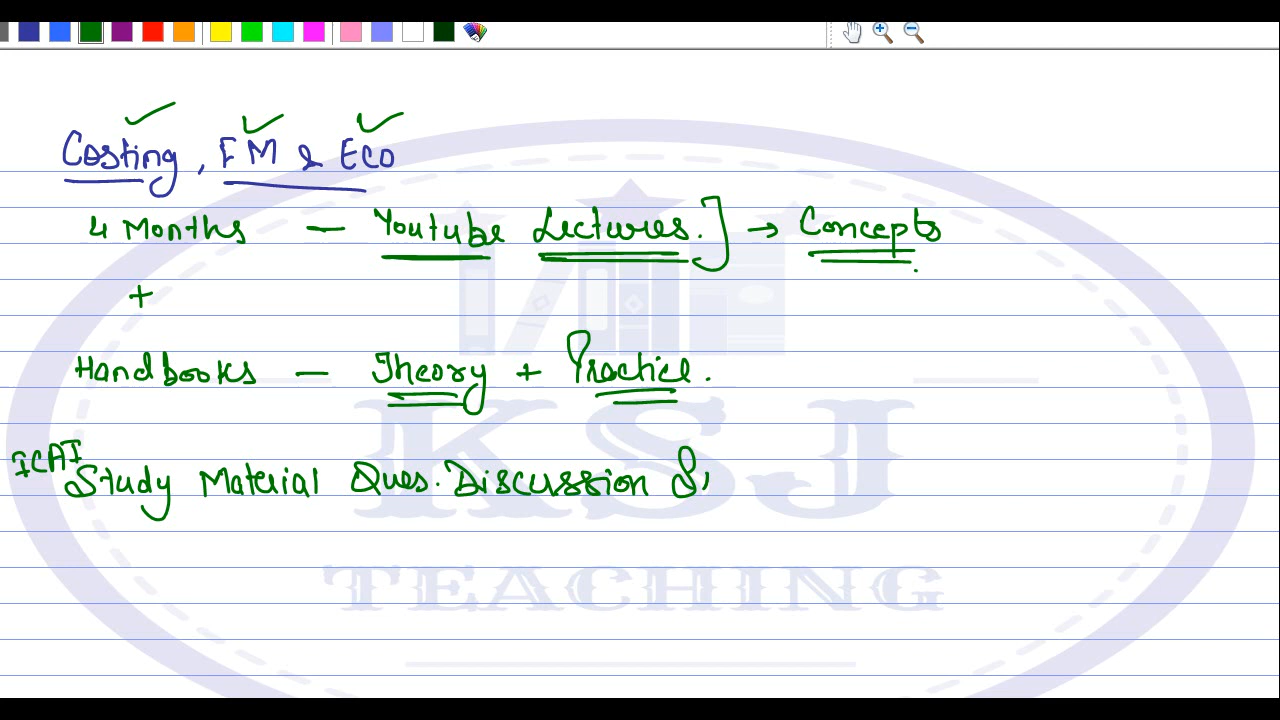 Costing, FM & Eco
4 Months — Youtube Lectures.] → Concepts
+
Handbooks — Theory + Practice.
ICAI
Study Material Ques. Discussion
KSJ
TEACHING